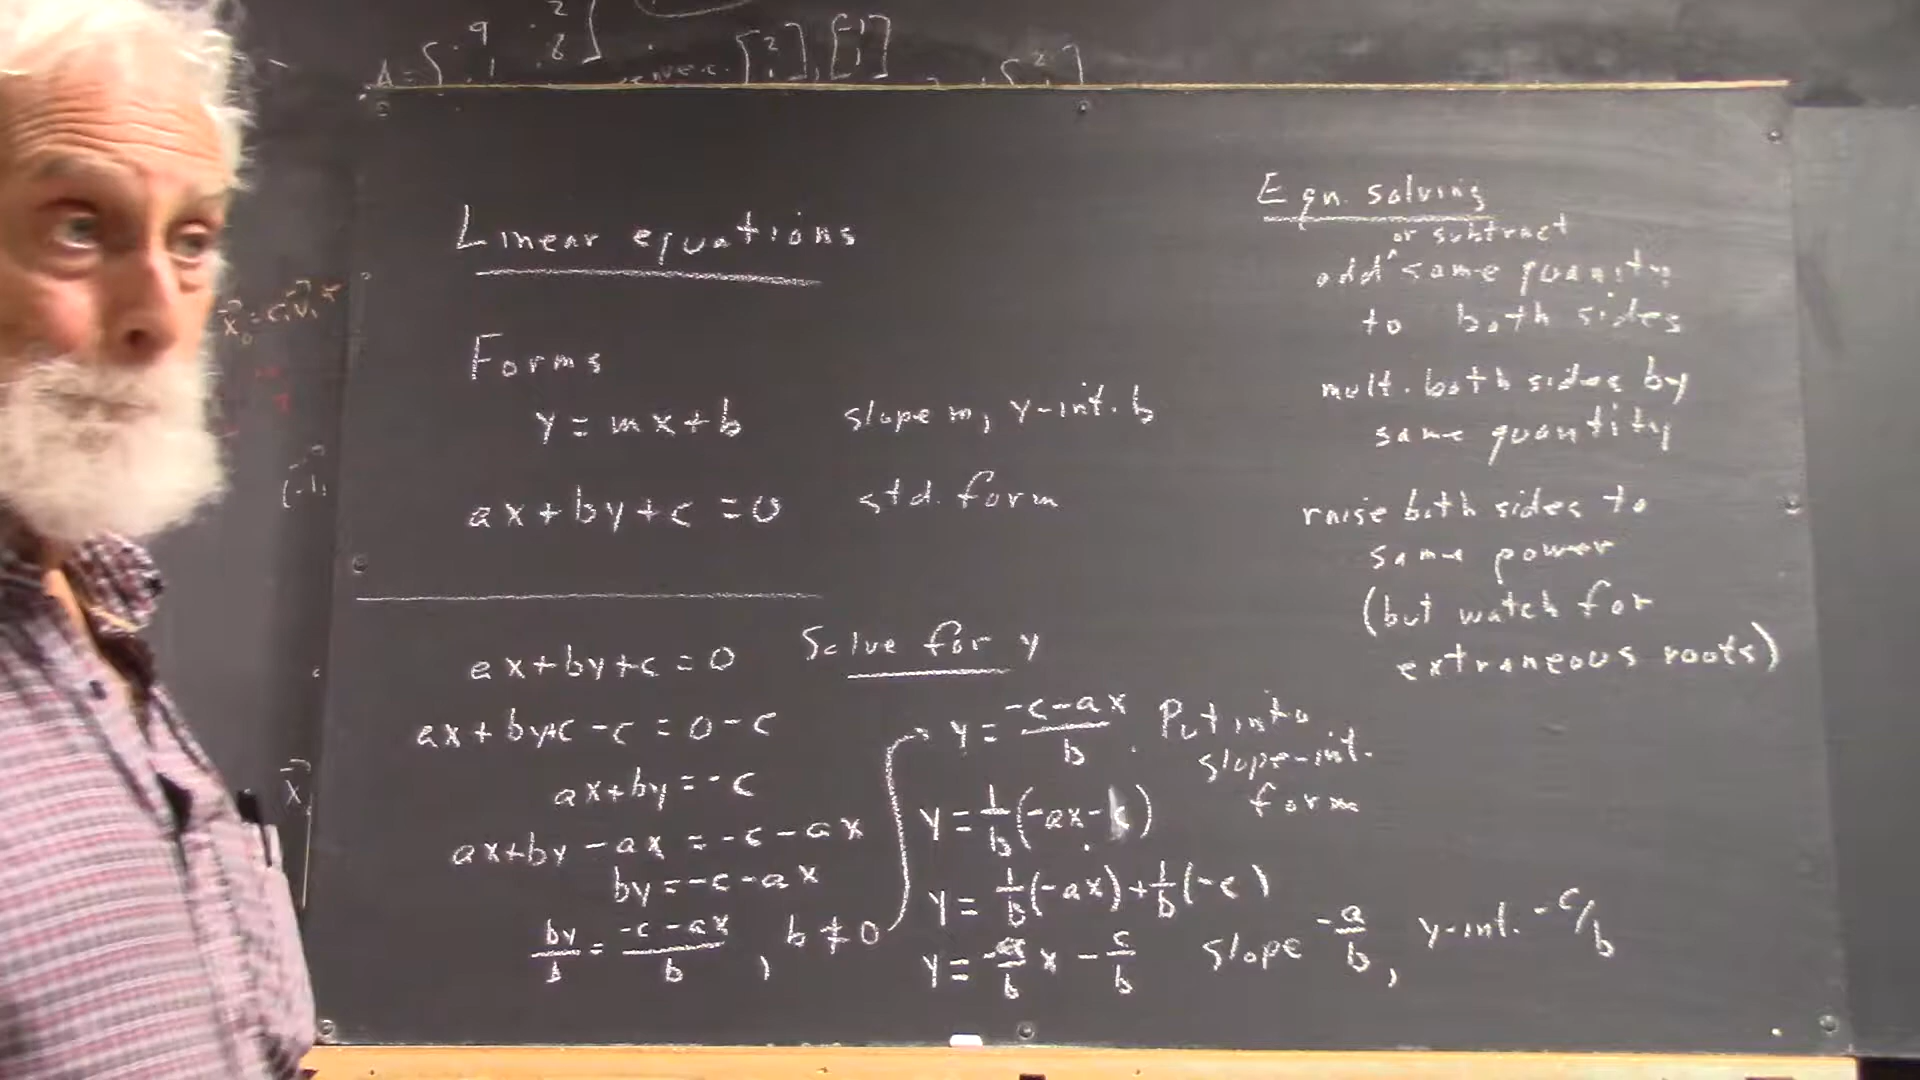 Linear equations
Forms
y = mx + b slope m, y-int. b
ax + by + c = 0 std. form
ax + by + c = 0 Solve for y
ax + by + c - c = 0 - c
ax + by = -c
ax + by - ax = -c - ax
by = -c - ax
by/b = (-c - ax)/b , b ≠ 0
y = (-c - ax)/b . Put into
slope-int.
form
y = 1/b (-ax - c)
y = 1/b (-ax) + 1/b (-c)
y = -a/b x - c/b slope -a/b, y-int. -c/b
Eqn. solving
or subtract
add ^ same quanity
to both sides
mult. both sides by
same quantity
raise both sides to
same power
(but watch for
extraneous roots)